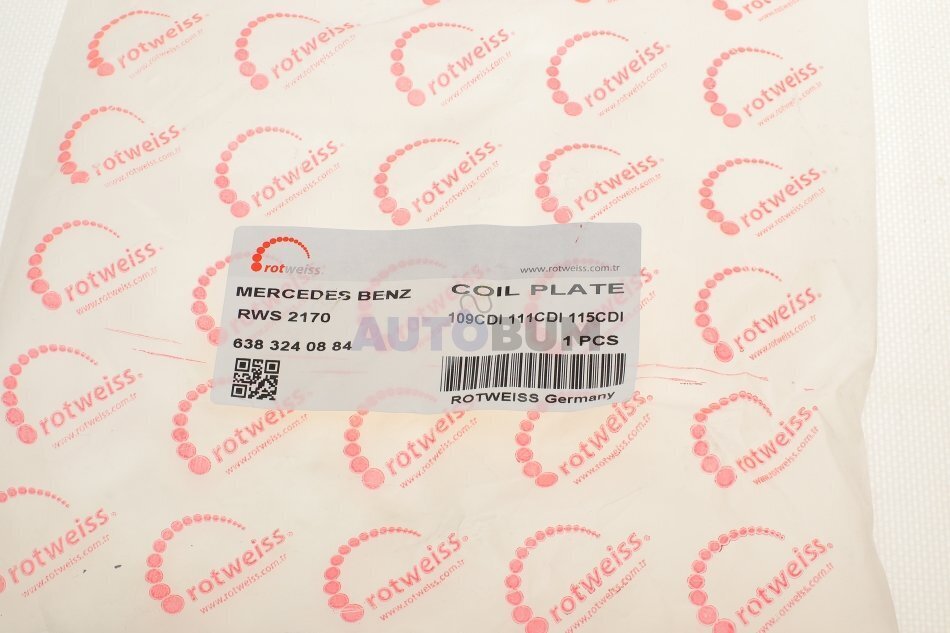 rotweiss®
www.rotweiss.com.tr
MERCEDES BENZ
COIL PLATE
RWS 2170
109CDI 111CDI 115CDI
638 324 08 84
1 PCS
AUTOBUM
ROTWEISS Germany
rotweiss®
www.rotweiss.com.tr